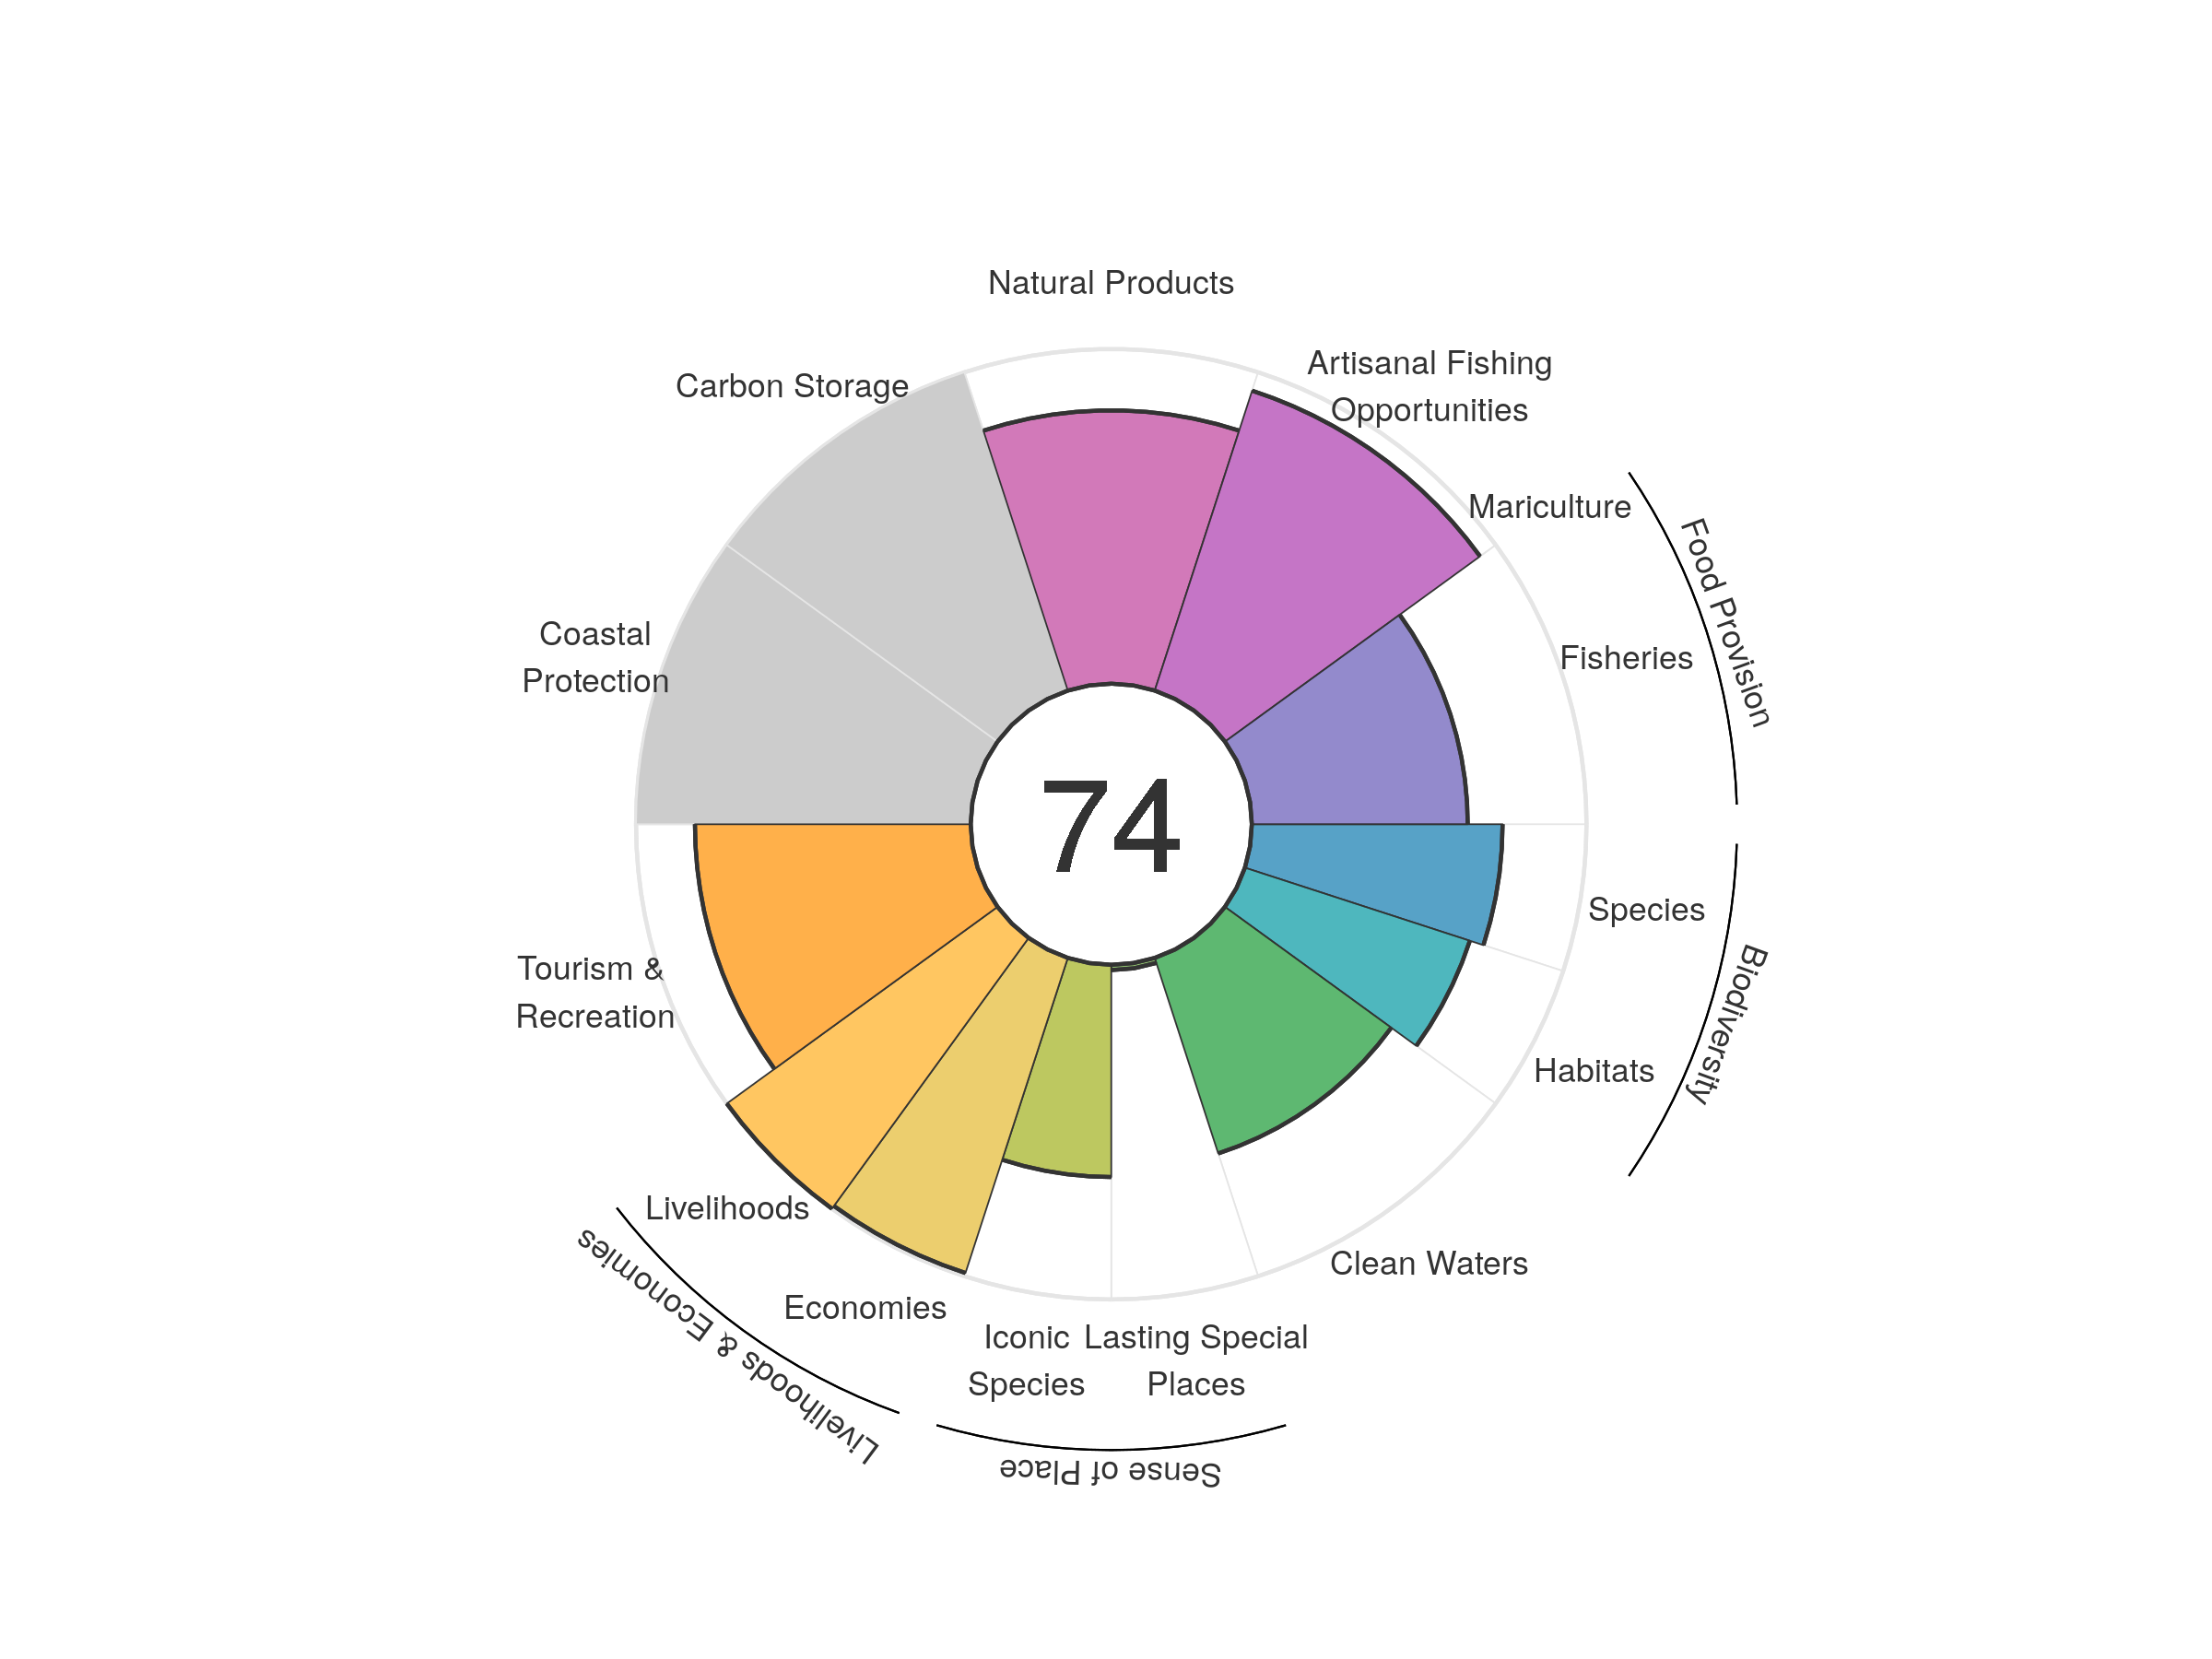 Natural Products
Artisanal Fishing
Opportunities
Carbon Storage
Mariculture
Food Provision
Fisheries
Coastal
Protection
74
Species
Biodiversity
Tourism &
Recreation
Habitats
Livelihoods
Clean Waters
Economies
Livelihoods & Economies
Iconic
Species
Lasting Special
Places
Sense of Place